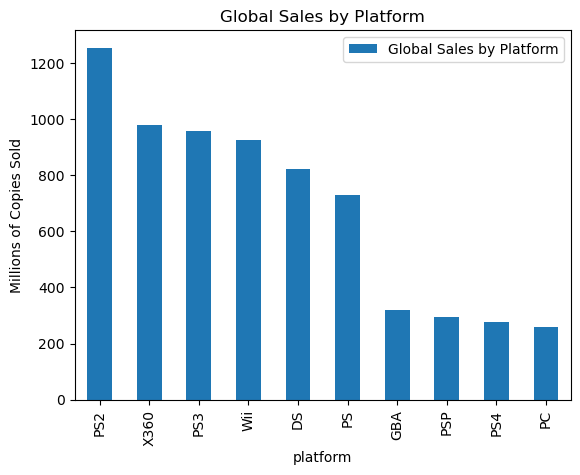 Global Sales by Platform
Global Sales by Platform
Millions of Copies Sold
1200
1000
800
600
400
200
0
PS2
X360
PS3
Wii
DS
PS
GBA
PSP
PS4
PC
platform